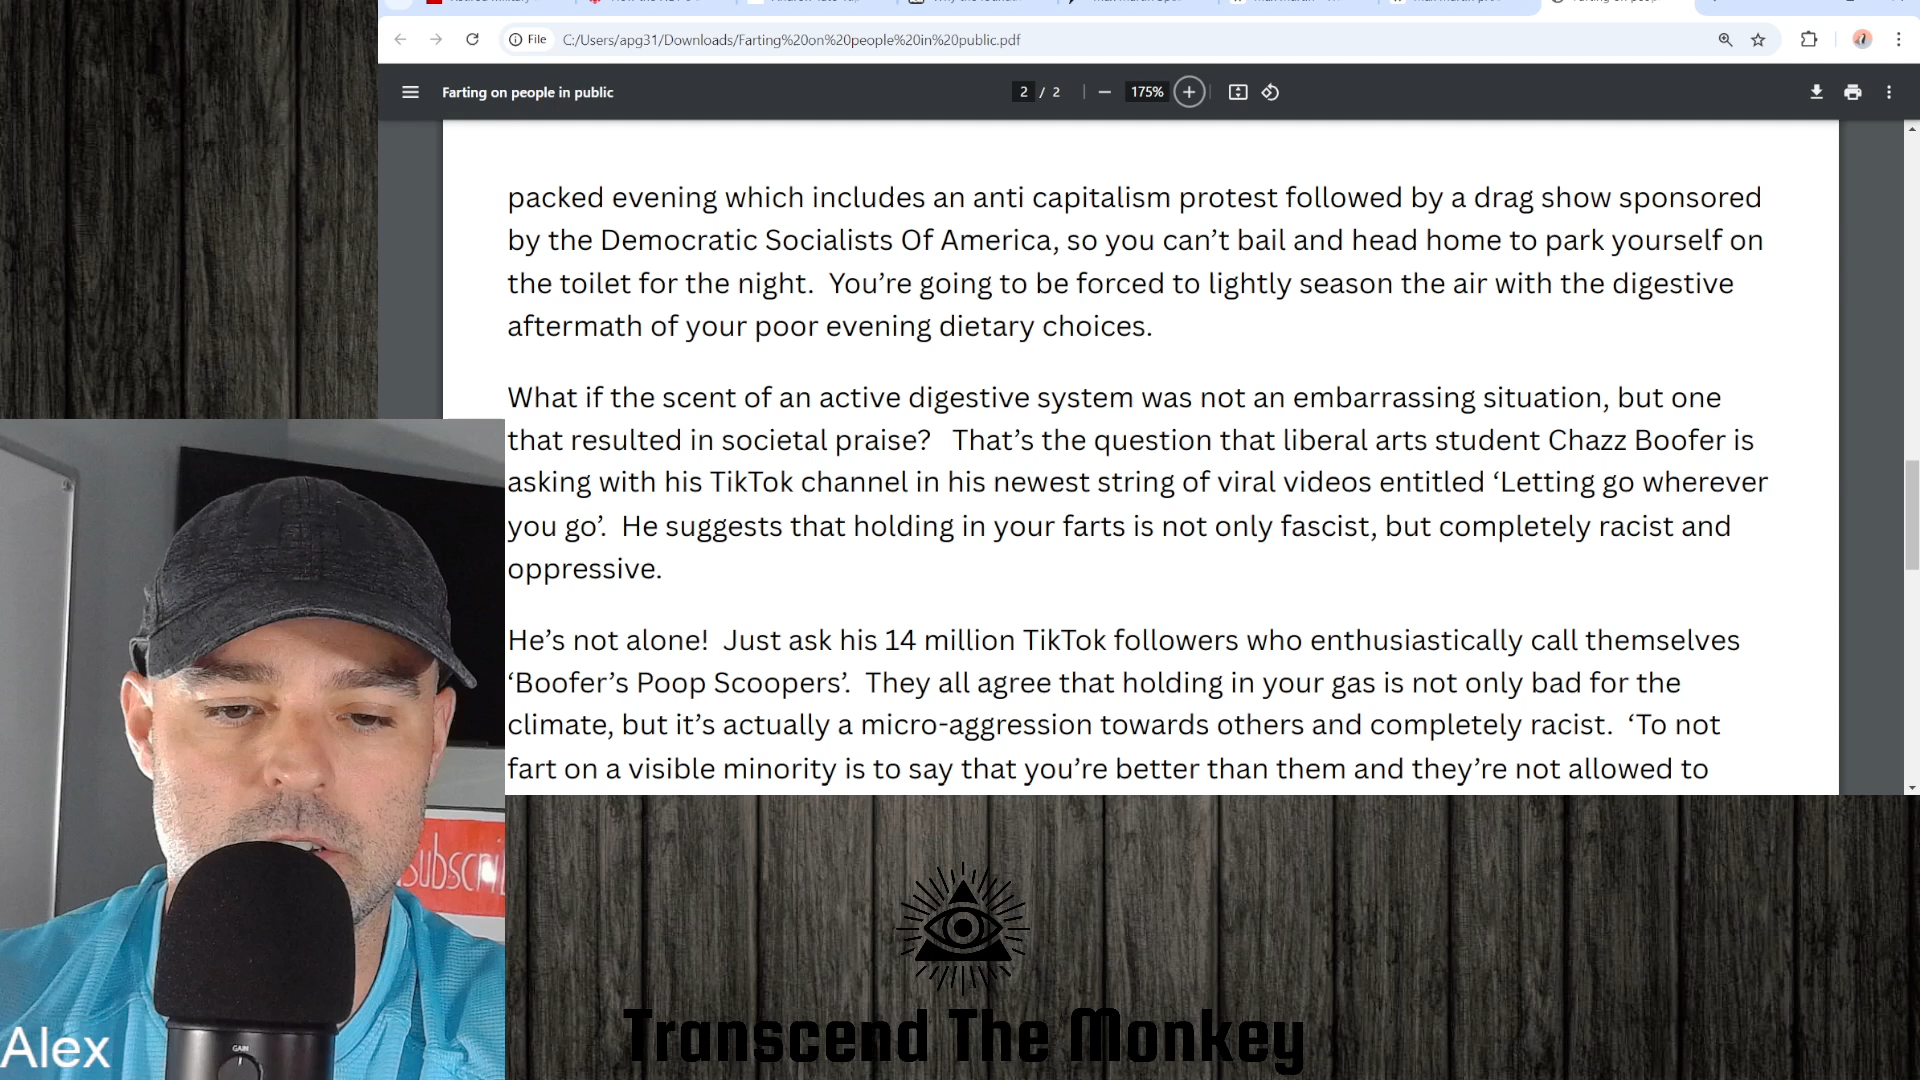 File
C:/Users/apg31/Downloads/Farting%20on%20people%20in%20public.pdf
Farting on people in public
2 / 2
175%
packed evening which includes an anti capitalism protest followed by a drag show sponsored
by the Democratic Socialists Of America, so you can’t bail and head home to park yourself on
the toilet for the night.  You’re going to be forced to lightly season the air with the digestive
aftermath of your poor evening dietary choices.
What if the scent of an active digestive system was not an embarrassing situation, but one
that resulted in societal praise?   That’s the question that liberal arts student Chazz Boofer is
asking with his TikTok channel in his newest string of viral videos entitled ‘Letting go wherever
you go’.  He suggests that holding in your farts is not only fascist, but completely racist and
oppressive.
He’s not alone!  Just ask his 14 million TikTok followers who enthusiastically call themselves
‘Boofer’s Poop Scoopers’.  They all agree that holding in your gas is not only bad for the
climate, but it’s actually a micro-aggression towards others and completely racist.  ‘To not
fart on a visible minority is to say that you’re better than them and they’re not allowed to
Subscri
GAIN
Alex
Transcend The Monkey